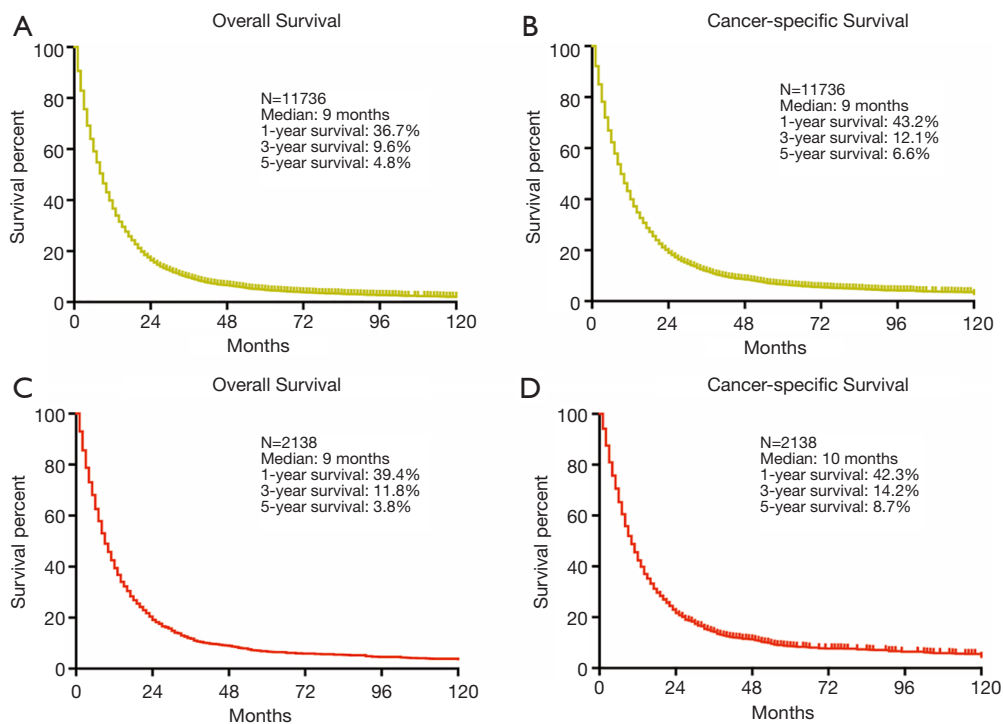 A
Overall Survival
100
80
60
40
20
0
Survival percent
N=11736
Median: 9 months
1-year survival: 36.7%
3-year survival: 9.6%
5-year survival: 4.8%
0 24 48 72 96 120
Months
B
Cancer-specific Survival
100
80
60
40
20
0
Survival percent
N=11736
Median: 9 months
1-year survival: 43.2%
3-year survival: 12.1%
5-year survival: 6.6%
0 24 48 72 96 120
Months
C
Overall Survival
100
80
60
40
20
0
Survival percent
N=2138
Median: 9 months
1-year survival: 39.4%
3-year survival: 11.8%
5-year survival: 3.8%
0 24 48 72 96 120
Months
D
Cancer-specific Survival
100
80
60
40
20
0
Survival percent
N=2138
Median: 10 months
1-year survival: 42.3%
3-year survival: 14.2%
5-year survival: 8.7%
0 24 48 72 96 120
Months